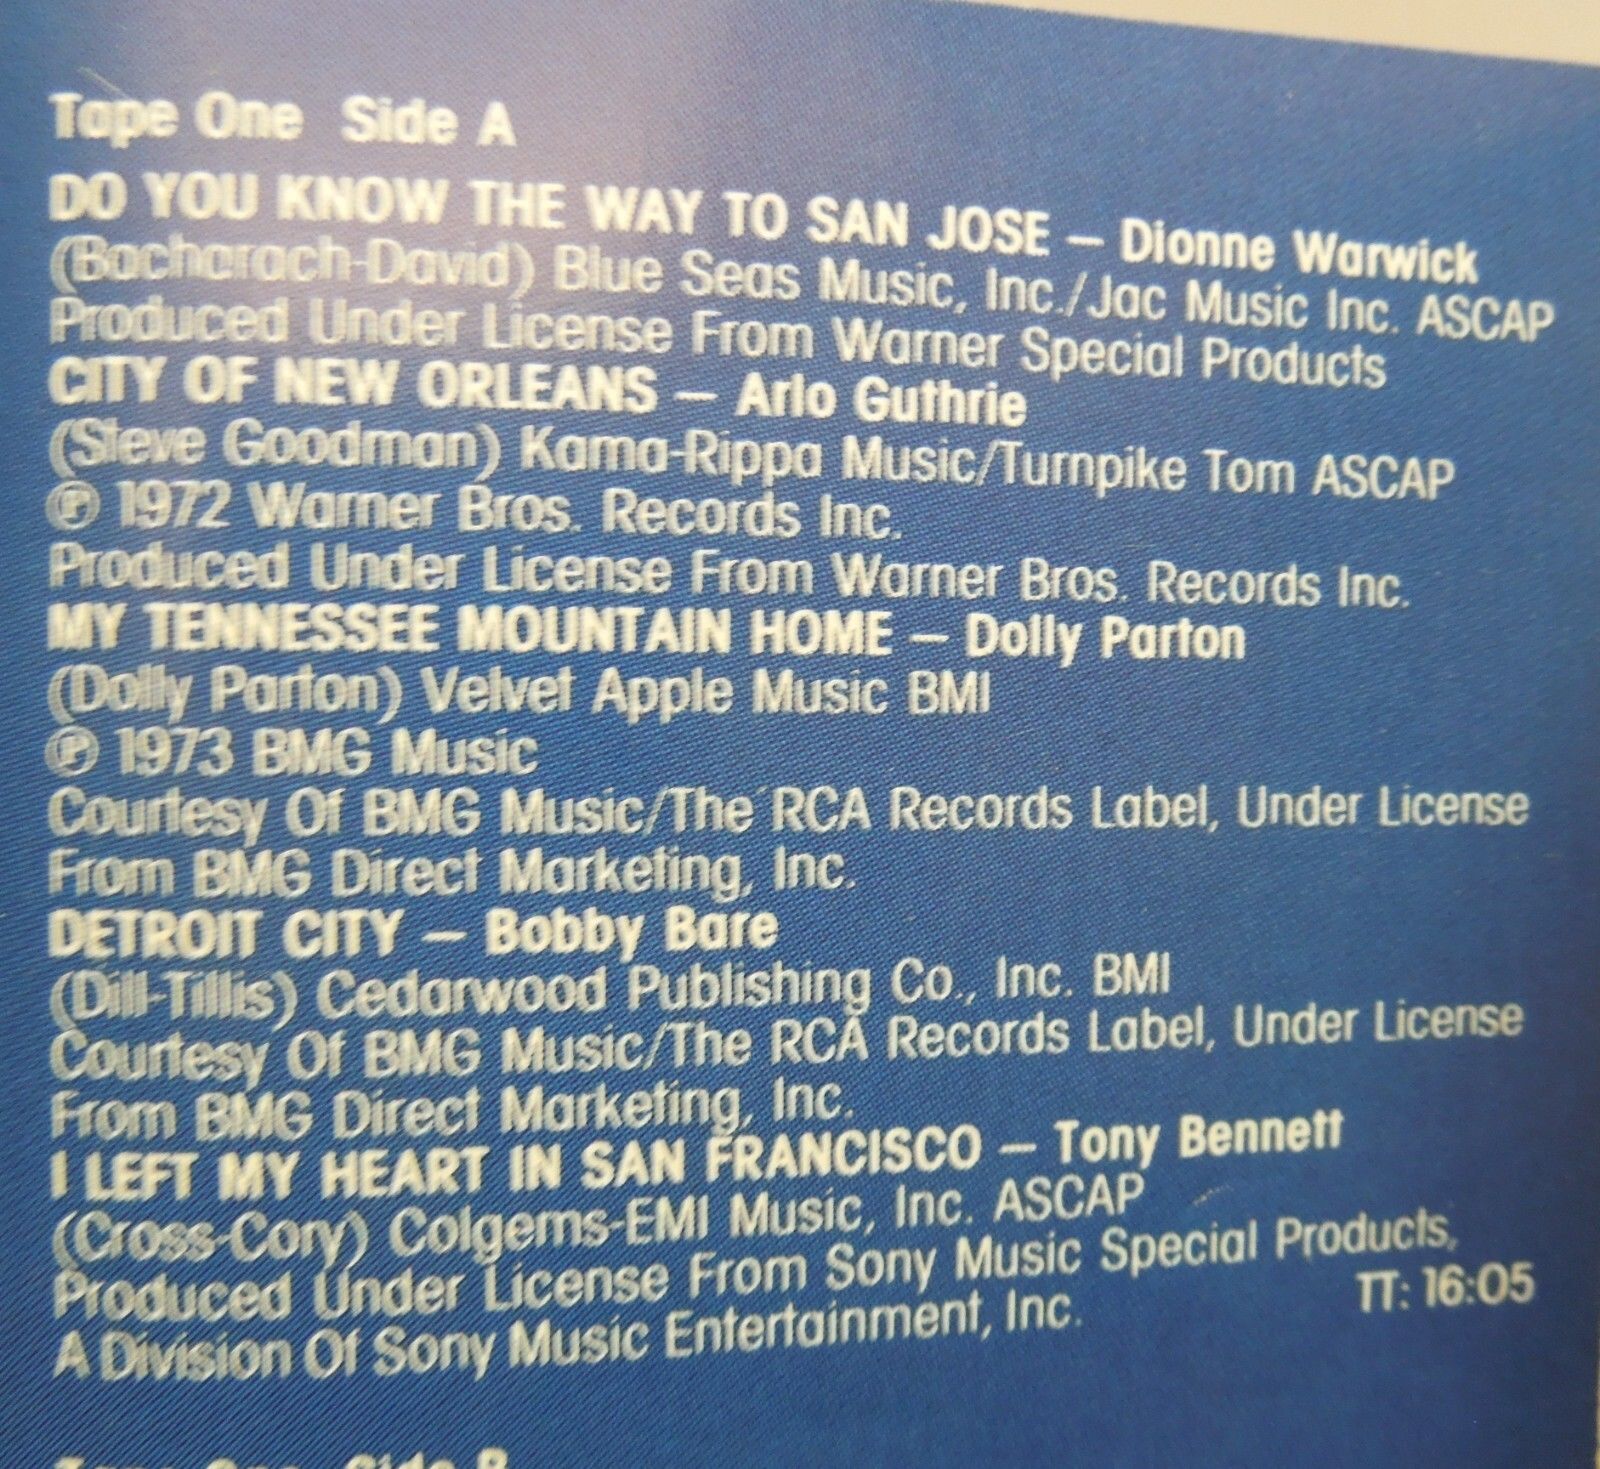 Tape One Side A
DO YOU KNOW THE WAY TO SAN JOSE – Dionne Warwick
(Bacharach-David) Blue Seas Music, Inc./Jac Music Inc. ASCAP
Produced Under License From Warner Special Products
CITY OF NEW ORLEANS – Arlo Guthrie
(Steve Goodman) Kama-Rippa Music/Turnpike Tom ASCAP
℗ 1972 Warner Bros. Records Inc.
Produced Under License From Warner Bros. Records Inc.
MY TENNESSEE MOUNTAIN HOME – Dolly Parton
(Dolly Parton) Velvet Apple Music BMI
℗ 1973 BMG Music
Courtesy Of BMG Music/The RCA Records Label, Under License
From BMG Direct Marketing, Inc.
DETROIT CITY – Bobby Bare
(Dill-Tillis) Cedarwood Publishing Co., Inc. BMI
Courtesy Of BMG Music/The RCA Records Label, Under License
From BMG Direct Marketing, Inc.
I LEFT MY HEART IN SAN FRANCISCO – Tony Bennett
(Cross-Cory) Colgems-EMI Music, Inc. ASCAP
Produced Under License From Sony Music Special Products,
A Division Of Sony Music Entertainment, Inc. TT: 16:05
Tape One Side B